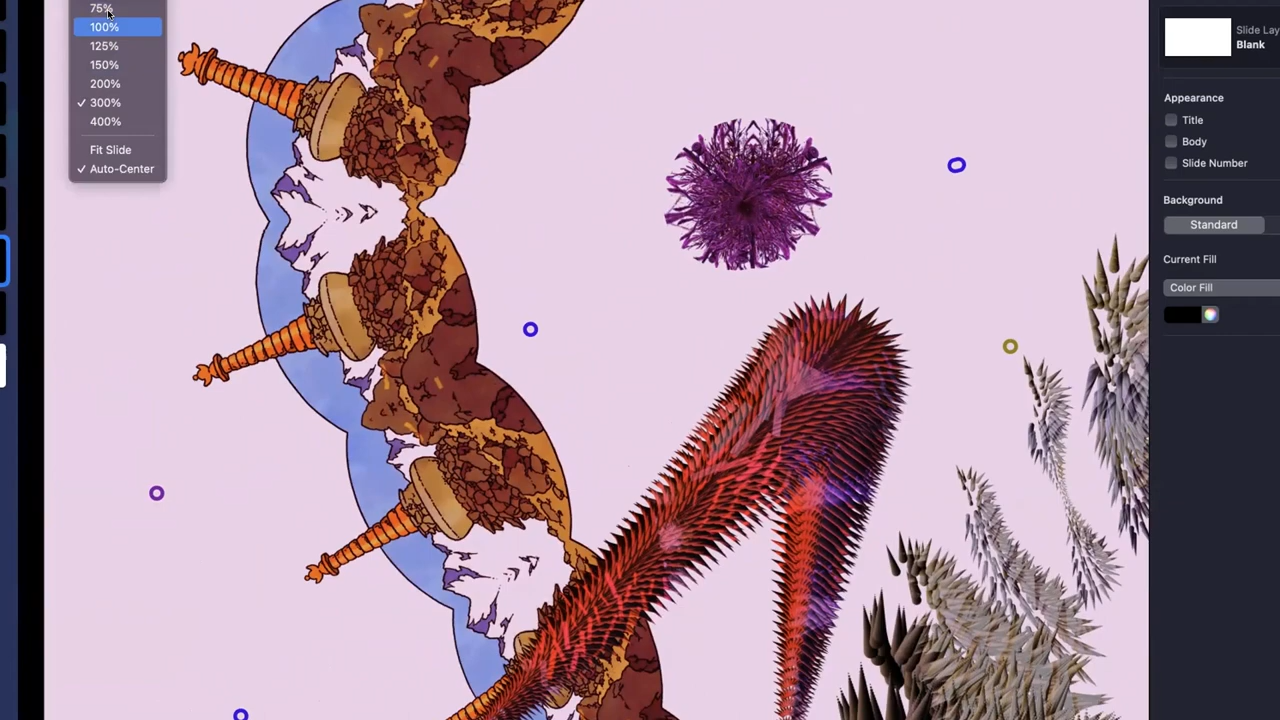 75%
100%
125%
150%
200%
✓ 300%
400%
Fit Slide
✓ Auto-Center
Slide Lay
Blank
Appearance
Title
Body
Slide Number
Background
Standard
Current Fill
Color Fill